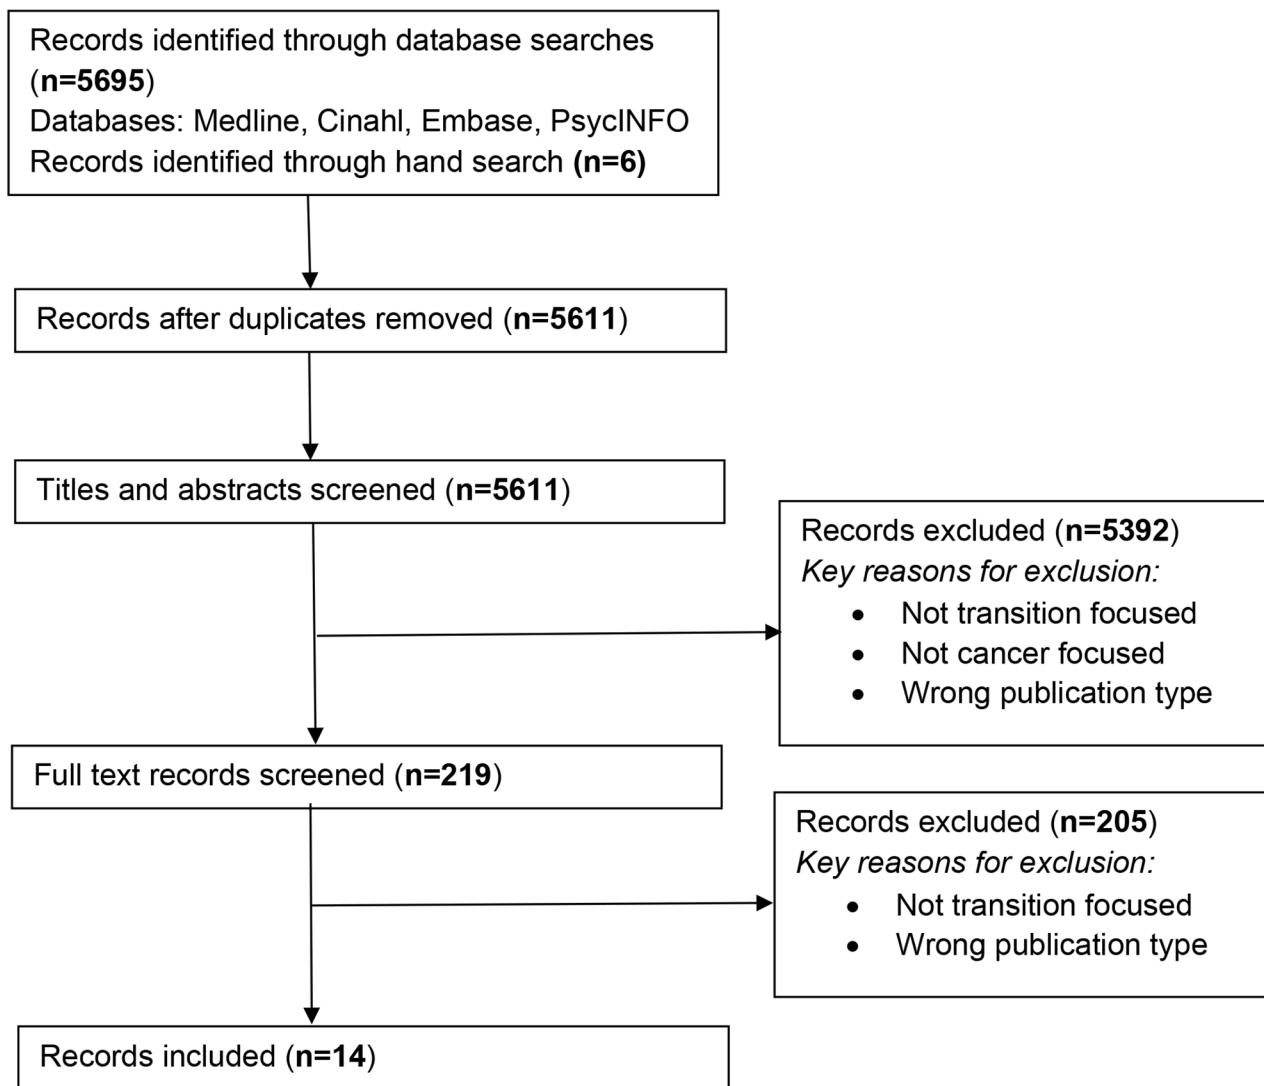 Records identified through database searches
(n=5695)
Databases: Medline, Cinahl, Embase, PsycINFO
Records identified through hand search (n=6)
Records after duplicates removed (n=5611)
Titles and abstracts screened (n=5611)
Records excluded (n=5392)
Key reasons for exclusion:
• Not transition focused
• Not cancer focused
• Wrong publication type
Full text records screened (n=219)
Records excluded (n=205)
Key reasons for exclusion:
• Not transition focused
• Wrong publication type
Records included (n=14)